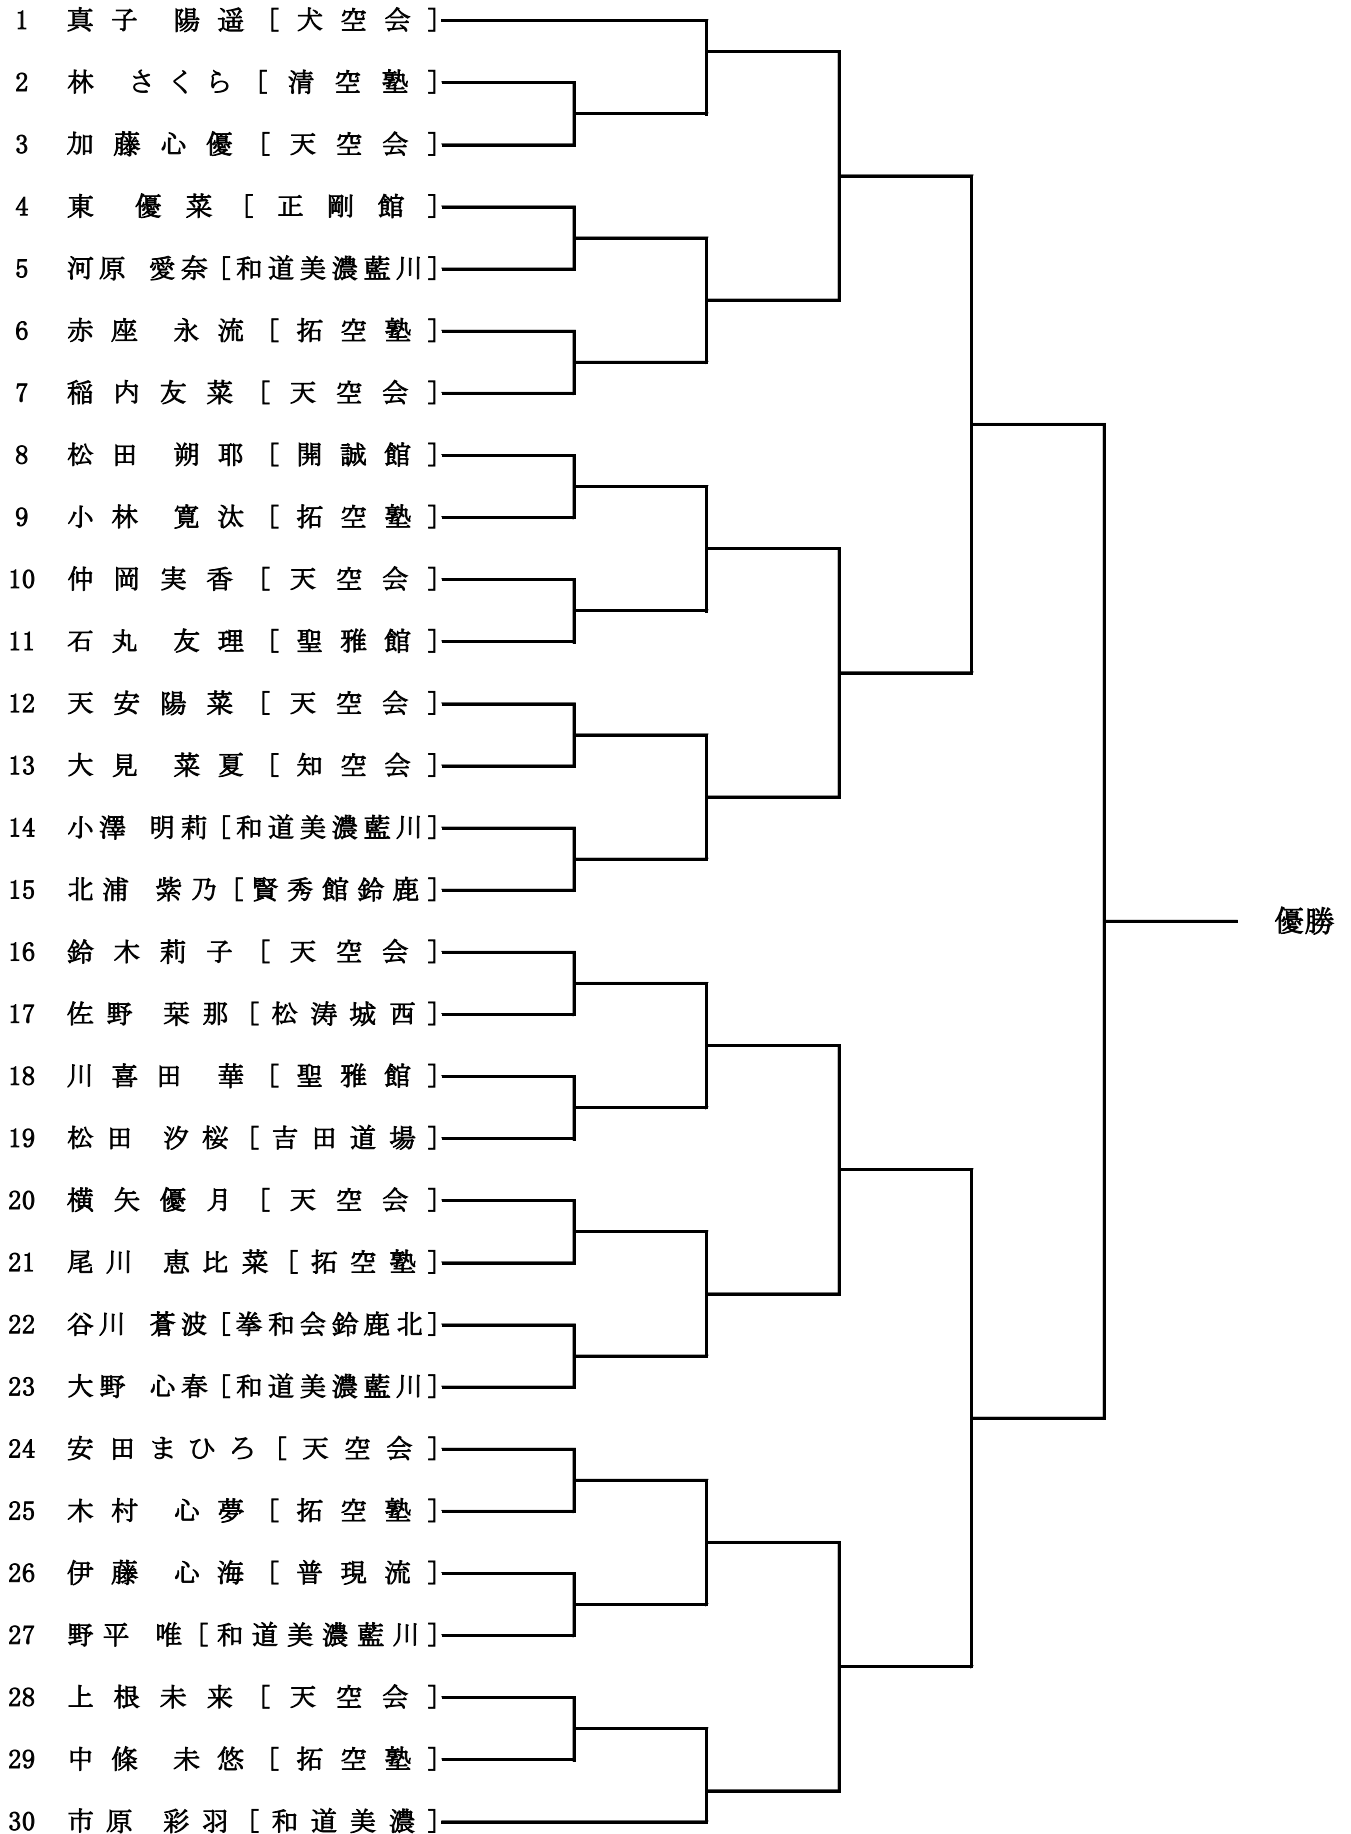 1 真子 陽遥 [犬空会]
2 林 さくら [清空塾]
3 加藤心優 [天空会]
4 東 優菜 [正剛館]
5 河原 愛奈 [和道美濃藍川]
6 赤座 永流 [拓空塾]
7 稲内友菜 [天空会]
8 松田 朔耶 [開誠館]
9 小林 寛汰 [拓空塾]
10 仲岡実香 [天空会]
11 石丸 友理 [聖雅館]
12 天安陽菜 [天空会]
13 大見 菜夏 [知空会]
14 小澤 明莉 [和道美濃藍川]
15 北浦 紫乃 [賢秀館鈴鹿]
優勝
16 鈴木莉子 [天空会]
17 佐野 栞那 [松涛城西]
18 川喜田 華 [聖雅館]
19 松田 汐桜 [吉田道場]
20 横矢優月 [天空会]
21 尾川 恵比菜 [拓空塾]
22 谷川 蒼波 [拳和会鈴鹿北]
23 大野 心春 [和道美濃藍川]
24 安田まひろ [天空会]
25 木村 心夢 [拓空塾]
26 伊藤 心海 [普現流]
27 野平 唯 [和道美濃藍川]
28 上根未来 [天空会]
29 中條 未悠 [拓空塾]
30 市原 彩羽 [和道美濃]